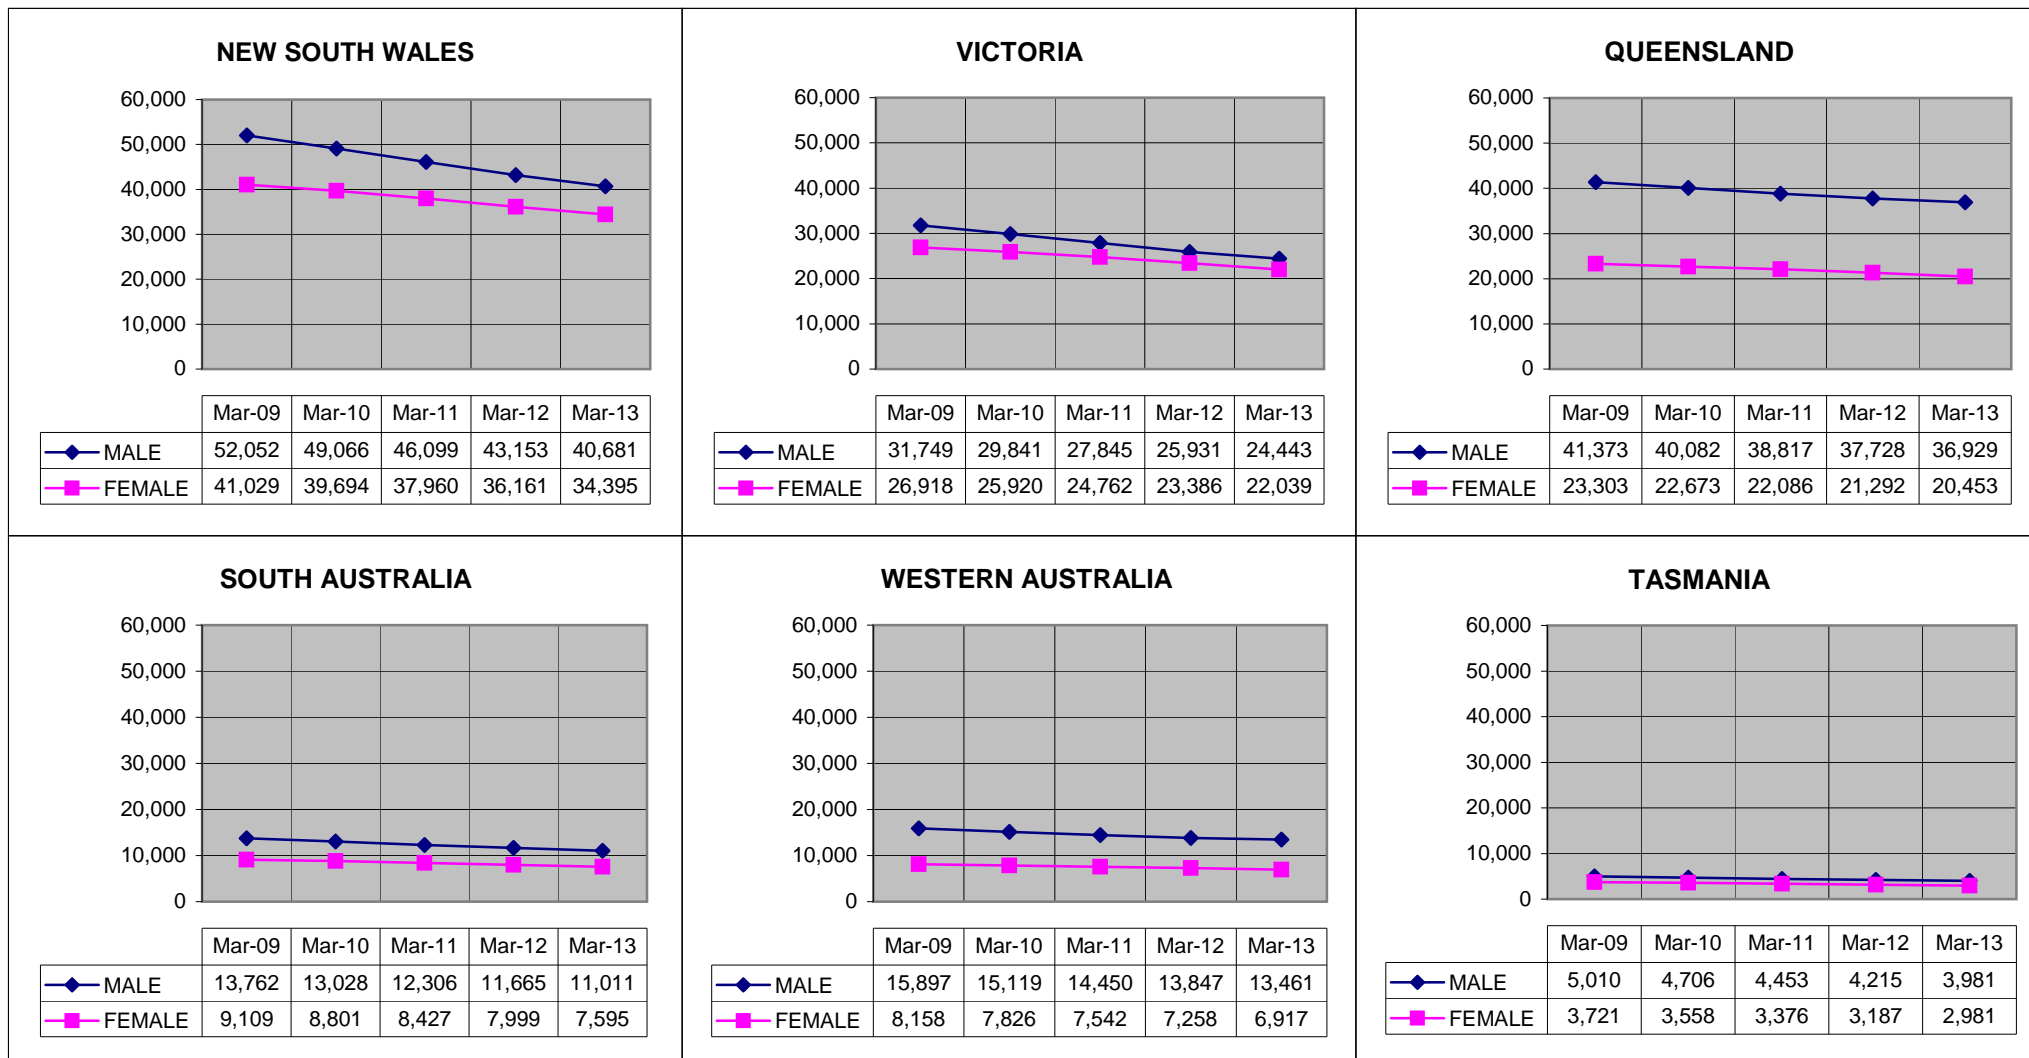 NEW SOUTH WALES
60,000
50,000
40,000
30,000
20,000
10,000
0
Mar-09 Mar-10 Mar-11 Mar-12 Mar-13
MALE 52,052 49,066 46,099 43,153 40,681
FEMALE 41,029 39,694 37,960 36,161 34,395
VICTORIA
60,000
50,000
40,000
30,000
20,000
10,000
0
Mar-09 Mar-10 Mar-11 Mar-12 Mar-13
MALE 31,749 29,841 27,845 25,931 24,443
FEMALE 26,918 25,920 24,762 23,386 22,039
QUEENSLAND
60,000
50,000
40,000
30,000
20,000
10,000
0
Mar-09 Mar-10 Mar-11 Mar-12 Mar-13
MALE 41,373 40,082 38,817 37,728 36,929
FEMALE 23,303 22,673 22,086 21,292 20,453
SOUTH AUSTRALIA
60,000
50,000
40,000
30,000
20,000
10,000
0
Mar-09 Mar-10 Mar-11 Mar-12 Mar-13
MALE 13,762 13,028 12,306 11,665 11,011
FEMALE 9,109 8,801 8,427 7,999 7,595
WESTERN AUSTRALIA
60,000
50,000
40,000
30,000
20,000
10,000
0
Mar-09 Mar-10 Mar-11 Mar-12 Mar-13
MALE 15,897 15,119 14,450 13,847 13,461
FEMALE 8,158 7,826 7,542 7,258 6,917
TASMANIA
60,000
50,000
40,000
30,000
20,000
10,000
0
Mar-09 Mar-10 Mar-11 Mar-12 Mar-13
MALE 5,010 4,706 4,453 4,215 3,981
FEMALE 3,721 3,558 3,376 3,187 2,981